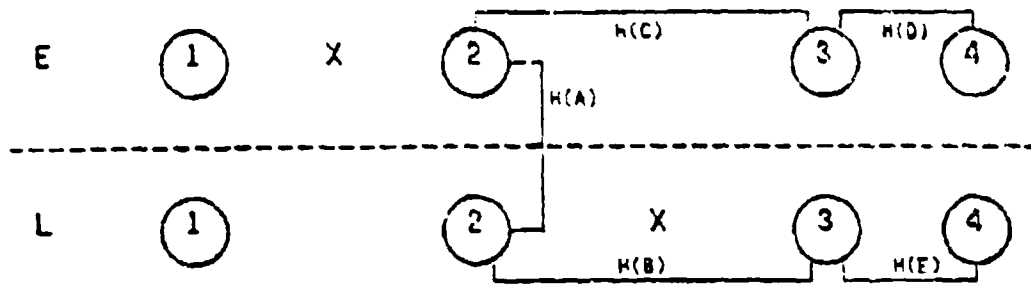 h(C) H(D)
E 1 X 2 3 4
H(A)
L 1 2 X 3 4
H(B) H(E)